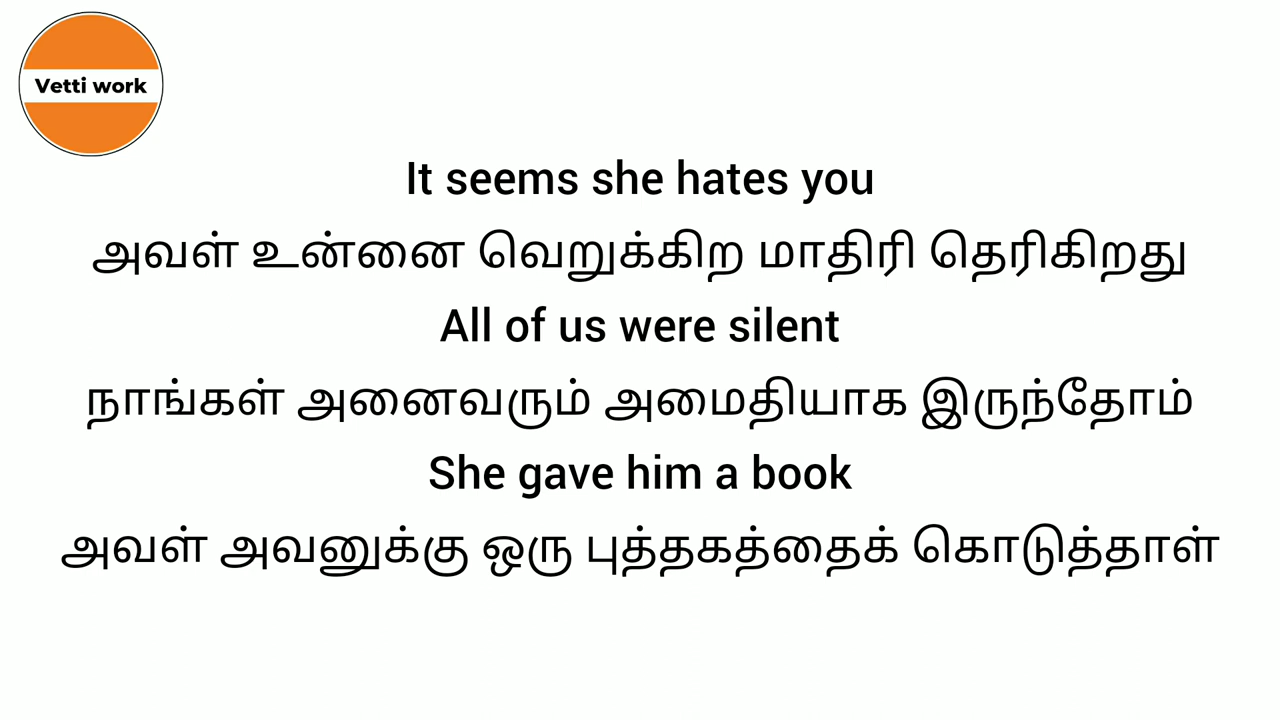 Vetti work
It seems she hates you
அவள் உன்னை வெறுக்கிற மாதிரி தெரிகிறது
All of us were silent
நாங்கள் அனைவரும் அமைதியாக இருந்தோம்
She gave him a book
அவள் அவனுக்கு ஒரு புத்தகத்தைக் கொடுத்தாள்